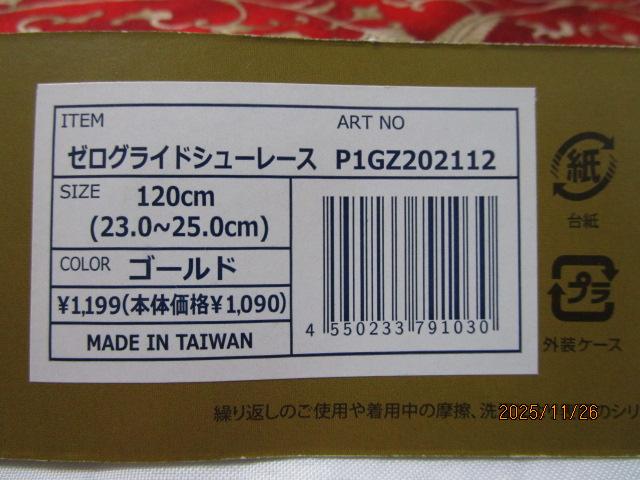 ITEM
ART NO
ゼログライドシューレース P1GZ202112
SIZE
120cm
(23.0~25.0cm)
COLOR
ゴールド
¥1,199(本体価格¥1,090)
MADE IN TAIWAN
4 550233 791030
紙
台紙
プラ
外装ケース
繰り返しのご使用や着用中の摩擦、洗
のシリ
2025/11/26